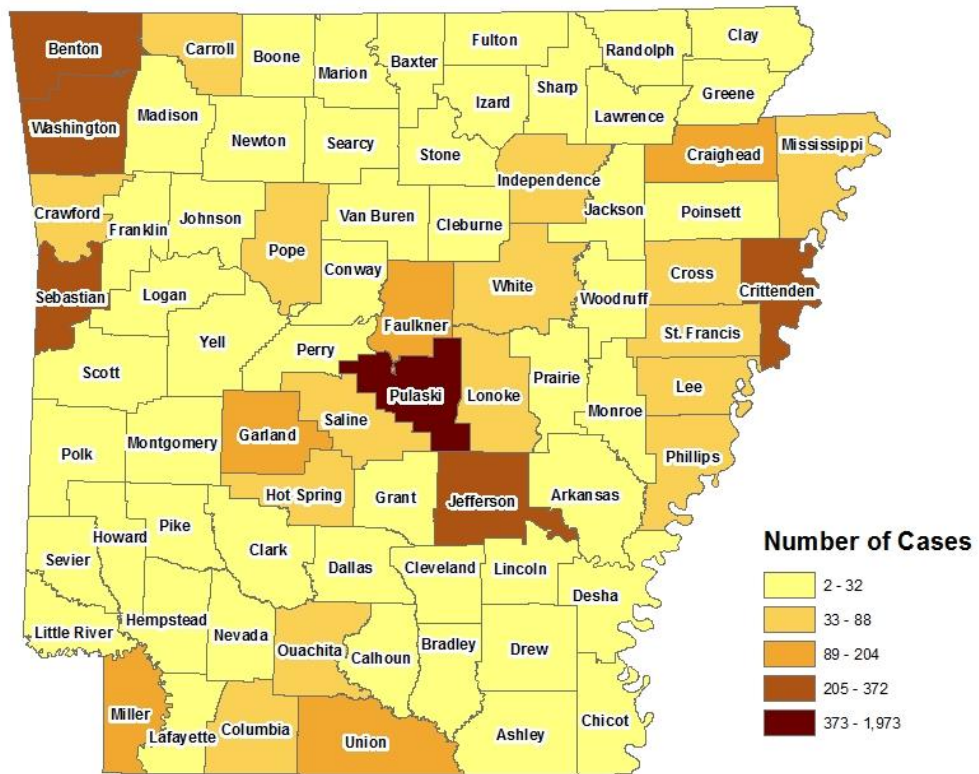 Benton
Carroll
Boone
Marion
Baxter
Fulton
Randolph
Clay
Izard
Sharp
Greene
Lawrence
Washington
Madison
Newton
Searcy
Stone
Independence
Craighead
Mississippi
Crawford
Franklin
Johnson
Pope
Van Buren
Cleburne
Jackson
Poinsett
Sebastian
Logan
Conway
Faulkner
White
Woodruff
Cross
Crittenden
Scott
Yell
Perry
Pulaski
Lonoke
Prairie
Monroe
St. Francis
Lee
Polk
Montgomery
Garland
Saline
Hot Spring
Grant
Jefferson
Arkansas
Phillips
Sevier
Howard
Pike
Clark
Dallas
Cleveland
Lincoln
Desha
Little River
Hempstead
Nevada
Ouachita
Calhoun
Bradley
Drew
Miller
Lafayette
Columbia
Union
Ashley
Chicot
Number of Cases
2 - 32
33 - 88
89 - 204
205 - 372
373 - 1,973